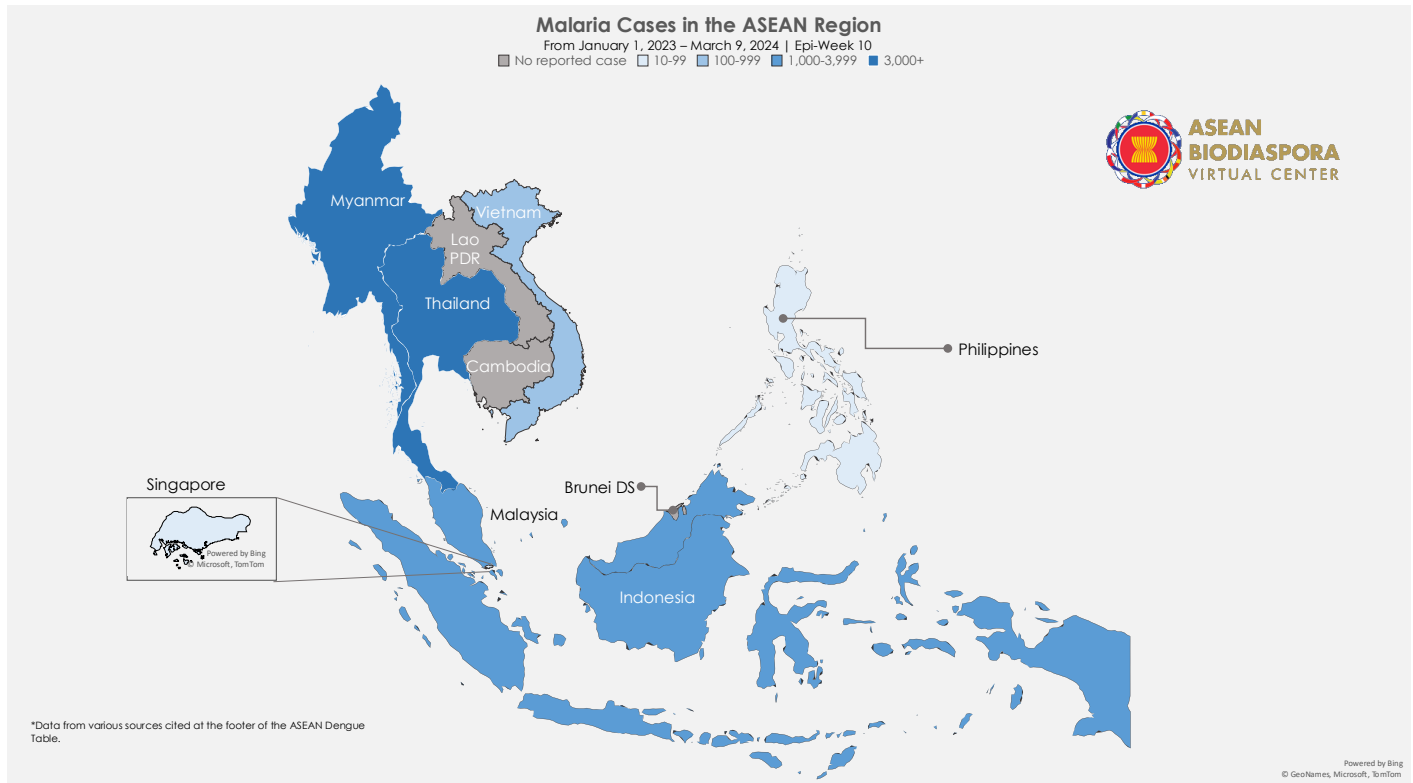 Malaria Cases in the ASEAN Region
From January 1, 2023 – March 9, 2024 | Epi-Week 10
No reported case 10-99 100-999 1,000-3,999 3,000+
ASEAN
BIODIASPORA
VIRTUAL CENTER
Myanmar
Vietnam
Lao
PDR
Thailand
Cambodia
Philippines
Singapore
Powered by Bing
© Microsoft, TomTom
Brunei DS
Malaysia
Indonesia
*Data from various sources cited at the footer of the ASEAN Dengue
Table.
Powered by Bing
© GeoNames, Microsoft, TomTom